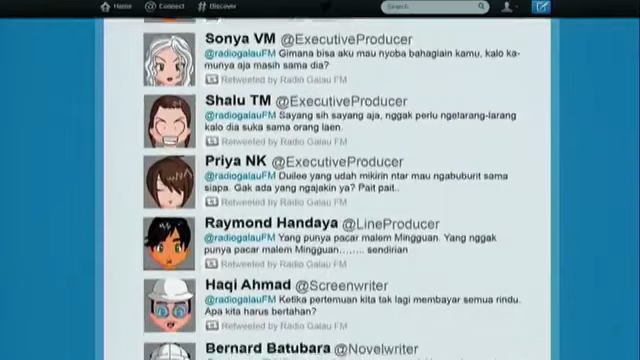 Home Connect Discover Search
Sonya VM @ExecutiveProducer
@radiogalauFM Gimana bisa aku mau nyoba bahagiain kamu, kalo ka-
munya aja masih sama dia?
Retweeted by Radio Galau FM
Shalu TM @ExecutiveProducer
@radiogalauFM Sayang sih sayang aja, nggak perlu ngetarang-larang
kalo dia suka sama orang laen.
Retweeted by Radio Galau FM
Priya NK @ExecutiveProducer
@radiogalauFM Duilee yang udah mikirin ntar mau ngabuburit sama
siapa. Gak ada yang ngajakin ya? Pait pait..
Retweeted by Radio Galau FM
Raymond Handaya @LineProducer
@radiogalauFM Yang punya pacar malem Mingguan. Yang nggak
punya pacar malem Mingguan........ sendirian
Retweeted by Radio Galau FM
Haqi Ahmad @Screenwriter
@radiogalauFM Ketika pertemuan kita tak lagi membayar semua rindu.
Apa kita harus bertahan?
Retweeted by Radio Galau FM
Bernard Batubara @Novelwriter